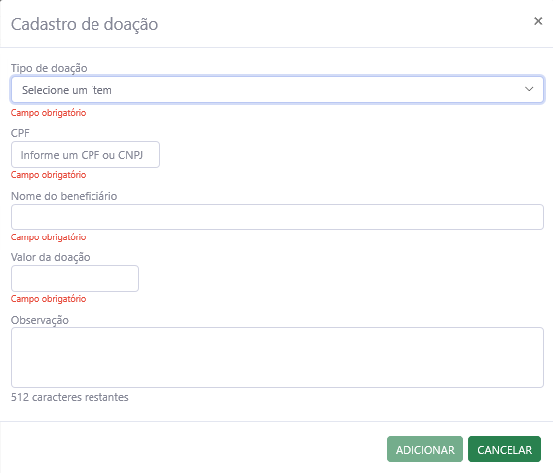 Cadastro de doação
×
Tipo de doação
Selecione um tem
Campo obrigatório
CPF
Informe um CPF ou CNPJ
Campo obrigatório
Nome do beneficiário
Campo obrigatório
Valor da doação
Campo obrigatório
Observação
512 caracteres restantes
ADICIONAR CANCELAR